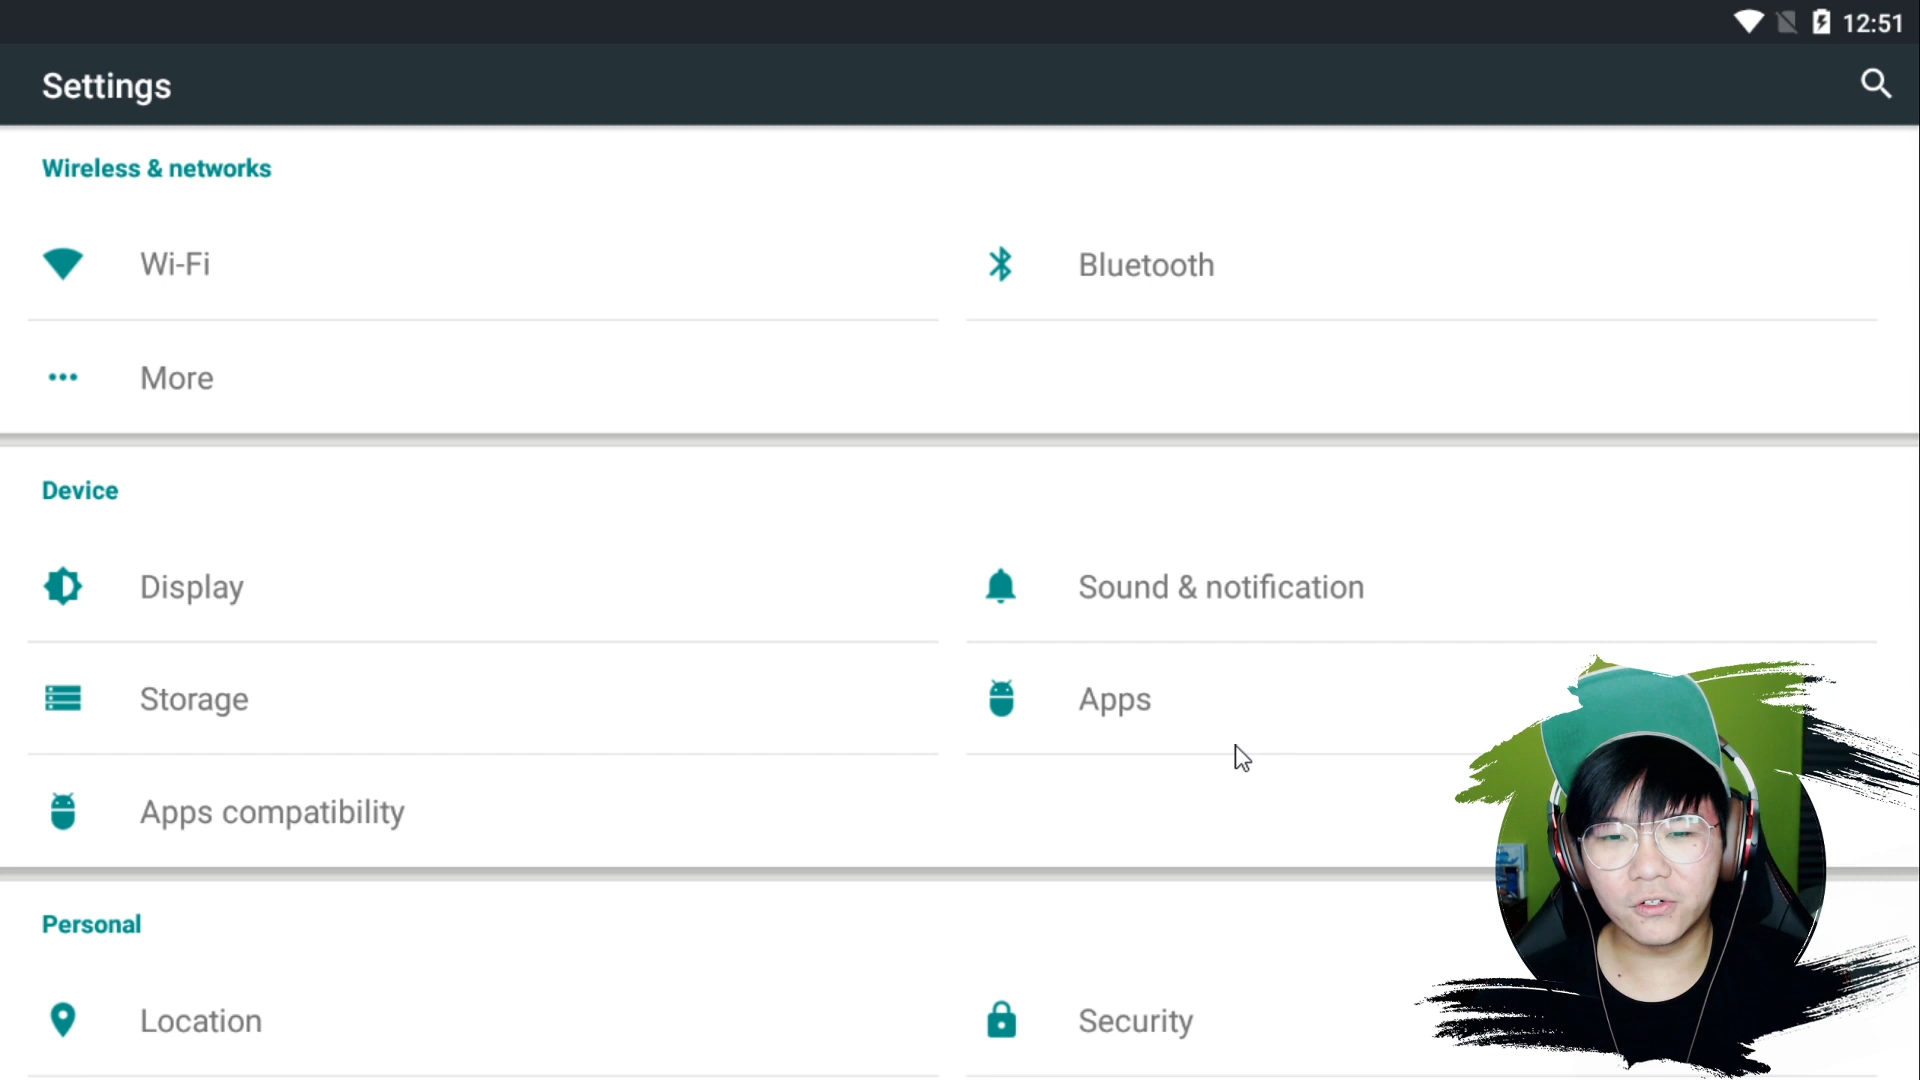 12:51
Settings
Wireless & networks
Wi-Fi
Bluetooth
More
Device
Display
Sound & notification
Storage
Apps
Apps compatibility
Personal
Location
Security